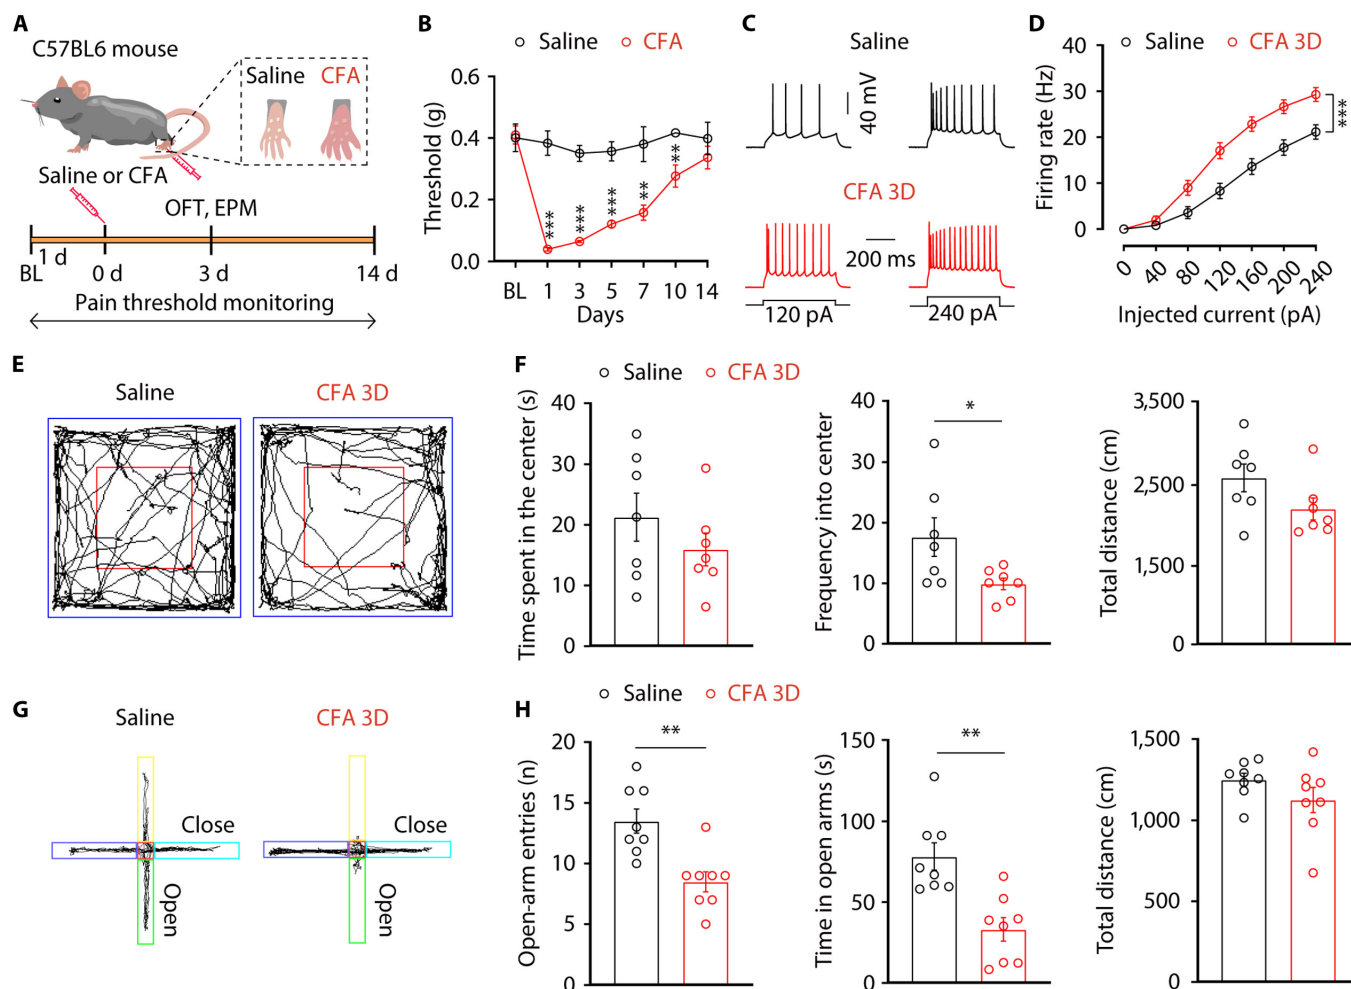 A
C57BL6 mouse
Saline CFA
Saline or CFA
OFT, EPM
1 d
BL 0 d 3 d 14 d
Pain threshold monitoring
B
Saline CFA
Threshold (g)
0.6
0.4
0.2
0.0
***
***
***
**
**
BL 1 3 5 7 10 14
Days
C
Saline
40 mV
CFA 3D
200 ms
120 pA 240 pA
D
Saline CFA 3D
Firing rate (Hz)
40
30
20
10
0
***
0 40 80 120 160 200 240
Injected current (pA)
E
Saline CFA 3D
F
Saline CFA 3D
Time spent in the center (s)
40
30
20
10
0
Frequency into center
40
30
20
10
0
*
Total distance (cm)
3,500
2,500
1,500
0
G
Saline CFA 3D
Close Close
Open Open
H
Saline CFA 3D
Open-arm entries (n)
20
15
10
5
0
**
Time in open arms (s)
150
100
50
0
**
Total distance (cm)
1,500
1,000
500
0